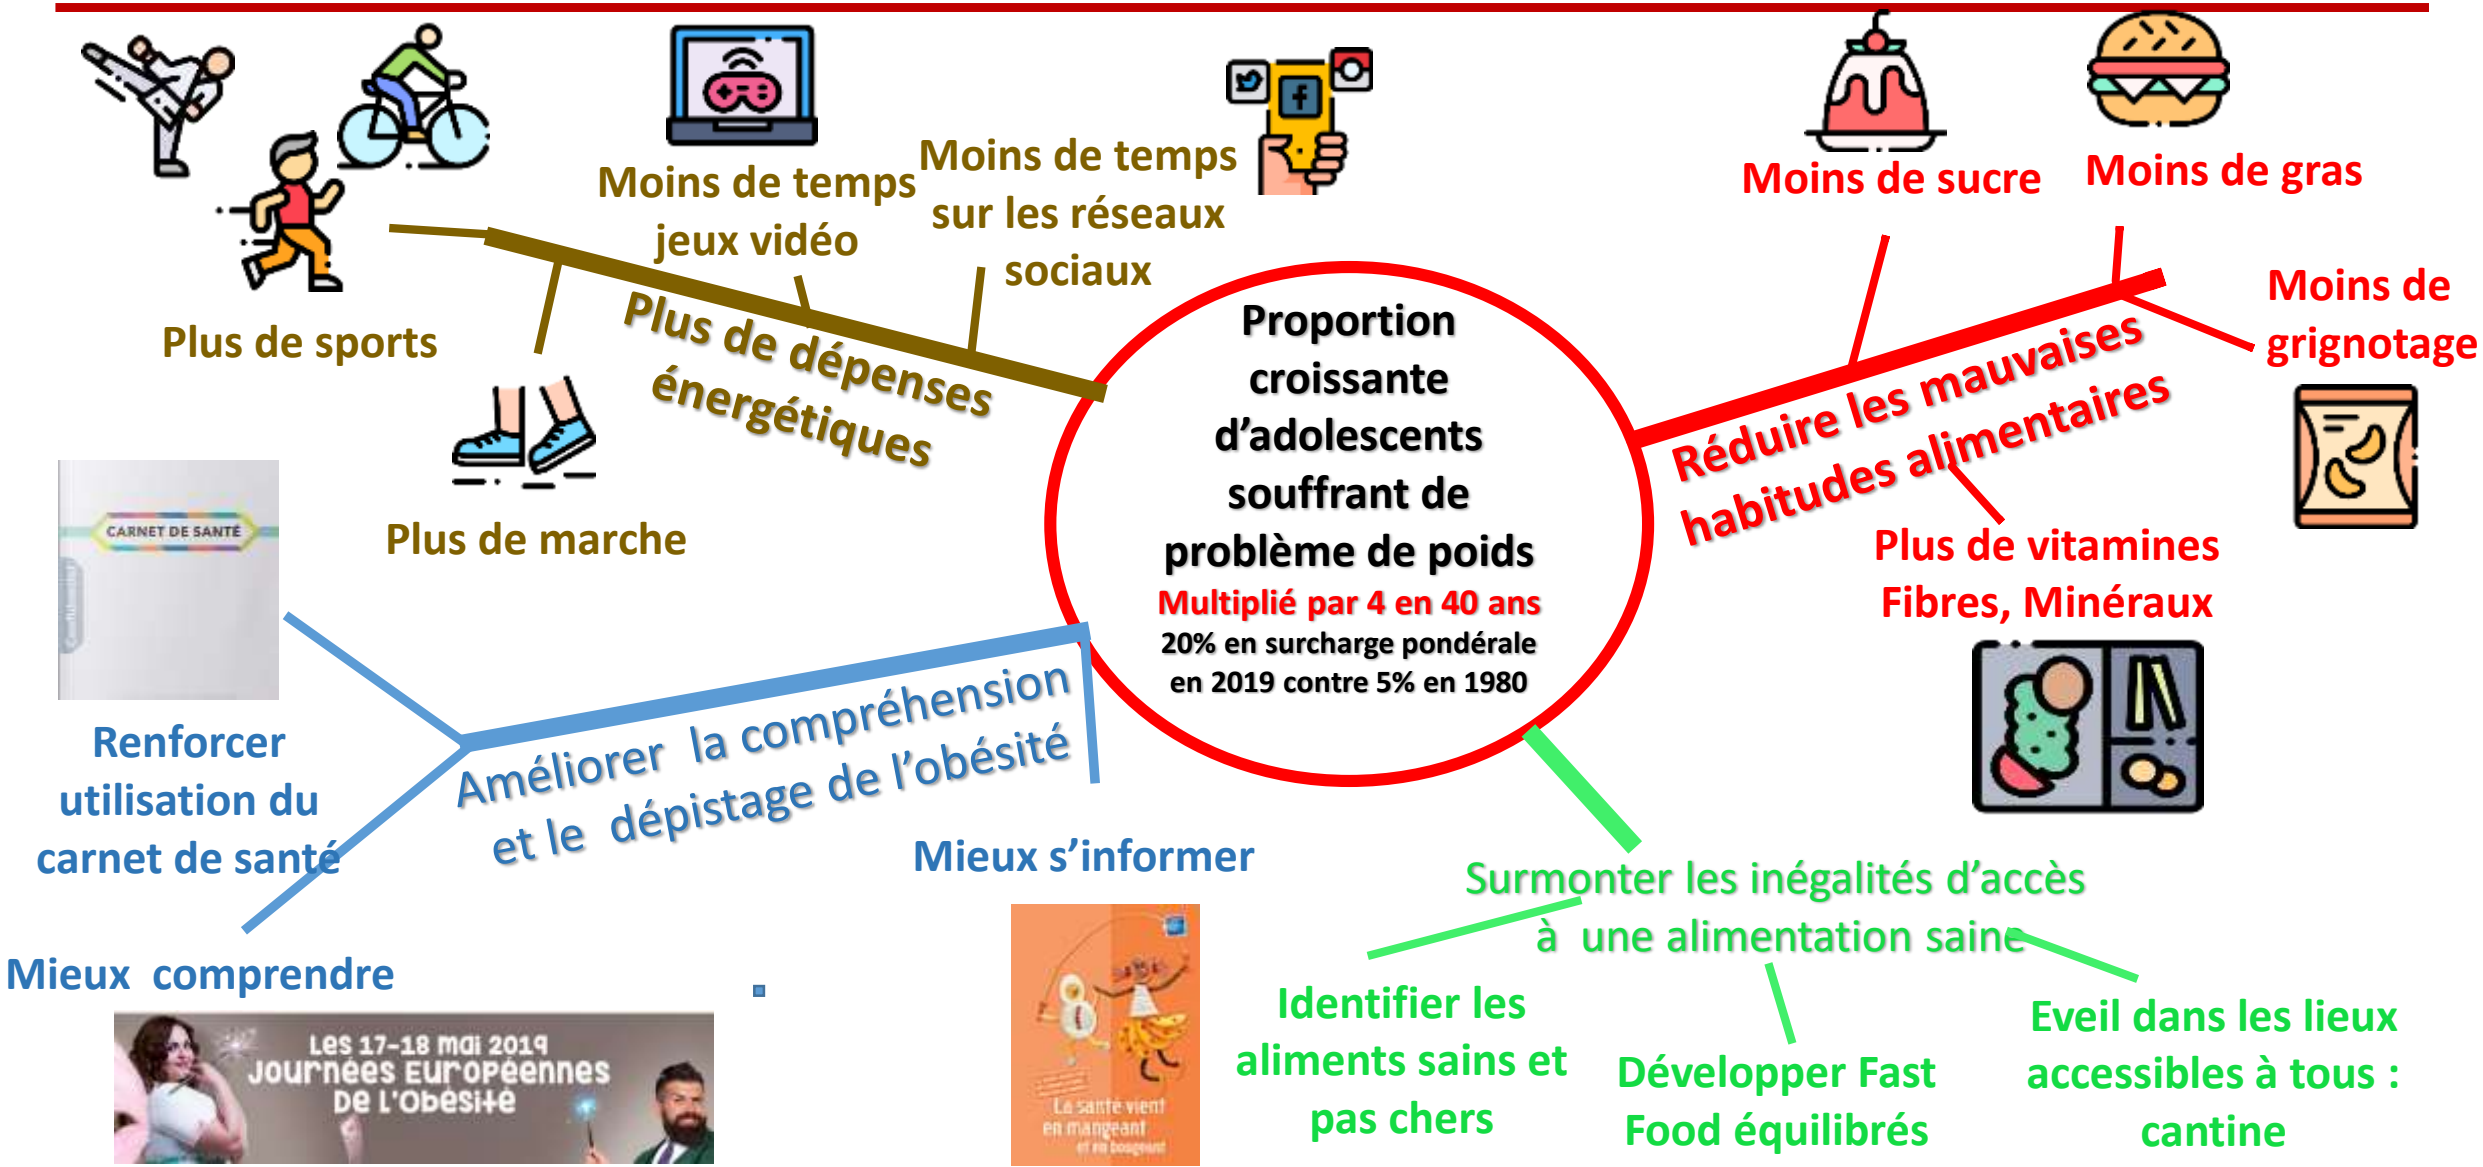 Moins de temps
jeux vidéo
Moins de temps
sur les réseaux
sociaux
Plus de sports
Plus de marche
Plus de dépenses
énergétiques
Moins de sucre
Moins de gras
Moins de
grignotage
Réduire les mauvaises
habitudes alimentaires
Plus de vitamines
Fibres, Minéraux
Proportion
croissante
d’adolescents
souffrant de
problème de poids
Multiplié par 4 en 40 ans
20% en surcharge pondérale
en 2019 contre 5% en 1980
CARNET DE SANTÉ
Renforcer
utilisation du
carnet de santé
Améliorer la compréhension
et le dépistage de l’obésité
Mieux comprendre
Les 17-18 mai 2019
Journées Européennes
De L'Obésité
Mieux s’informer
La santé vient
en mangeant
et en bougeant
Surmonter les inégalités d’accès
à une alimentation saine
Identifier les
aliments sains et
pas chers
Développer Fast
Food équilibrés
Eveil dans les lieux
accessibles à tous :
cantine